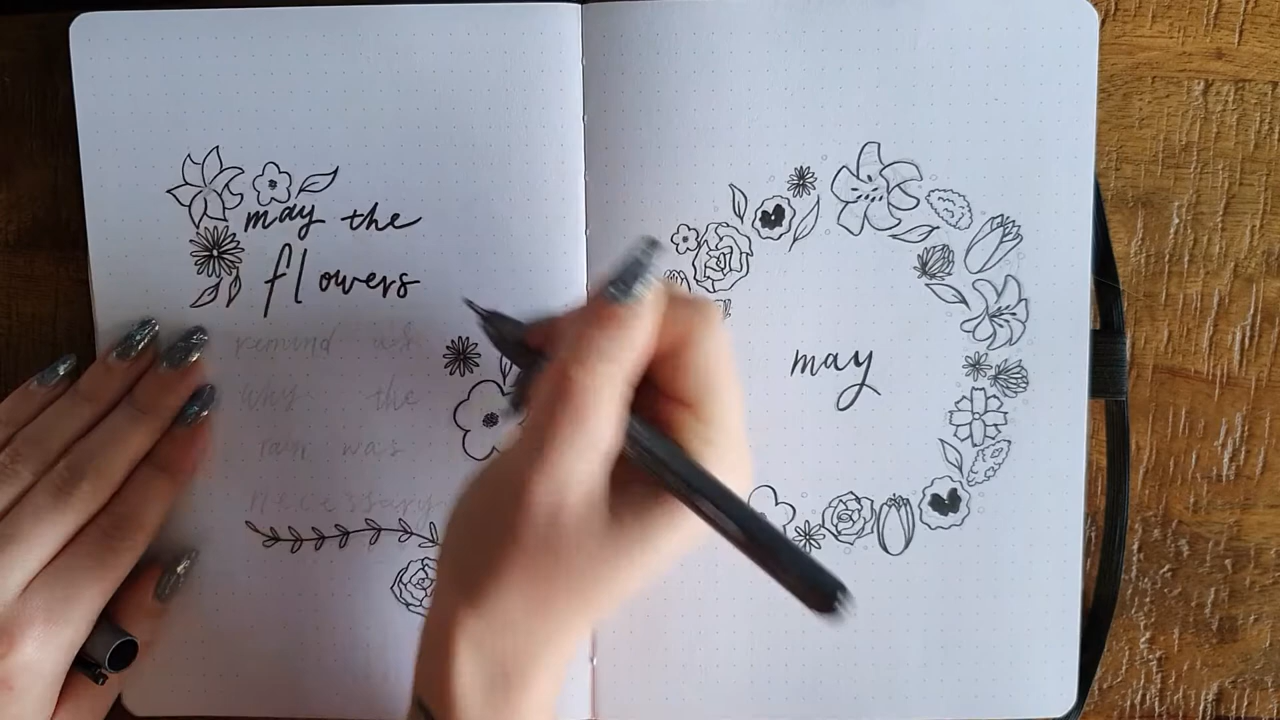 may the
flowers
remind us
why the
rain was
necessary
may